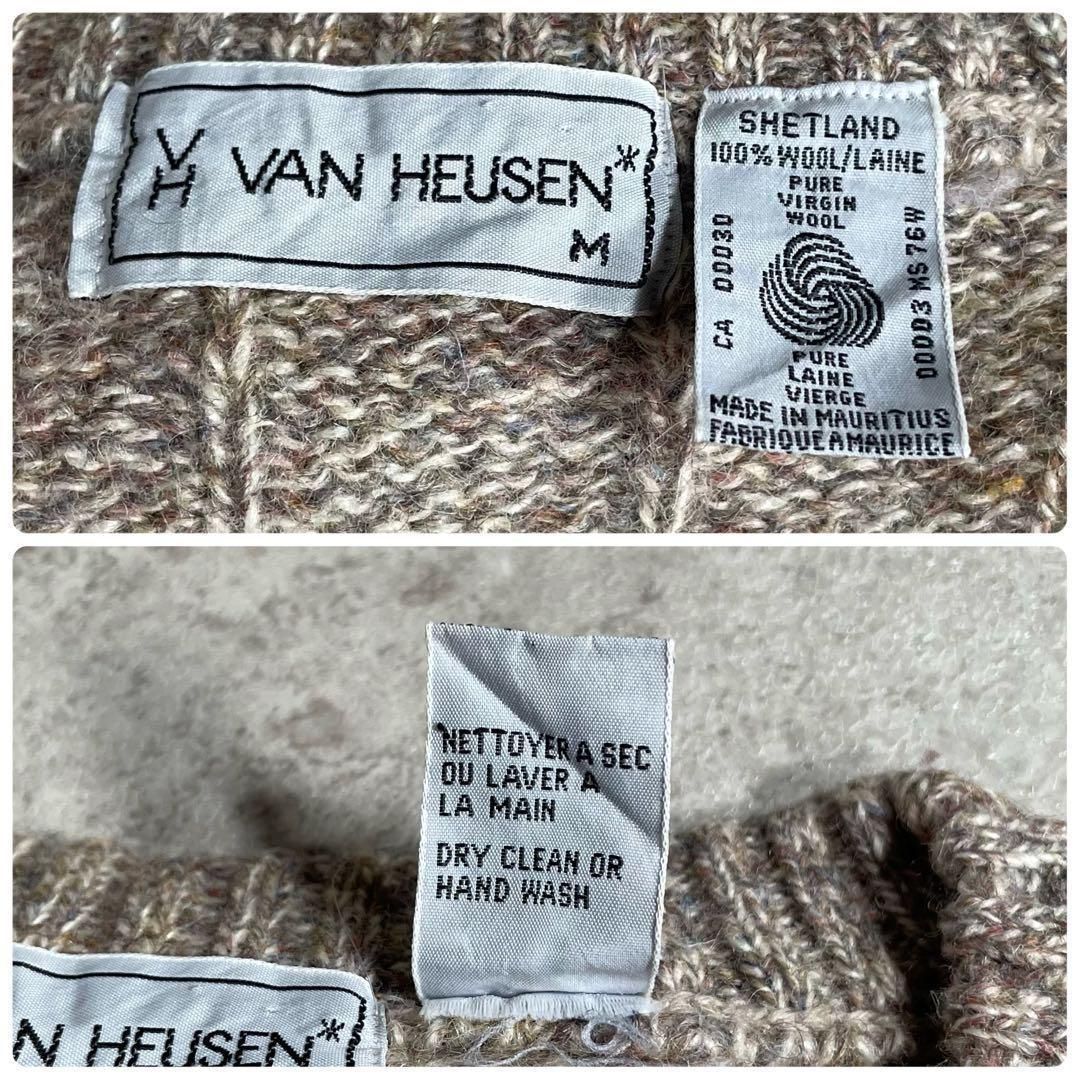 VH VAN HEUSEN*
M
SHETLAND
100% WOOL/LAINE
PURE
VIRGIN
WOOL
CA 00030
00003 MS 76W
PURE
LAINE
VIERGE
MADE IN MAURITIUS
FABRIQUE A MAURICE
NETTOYER A SEC
OU LAVER A
LA MAIN
DRY CLEAN OR
HAND WASH
N HEUSEN*